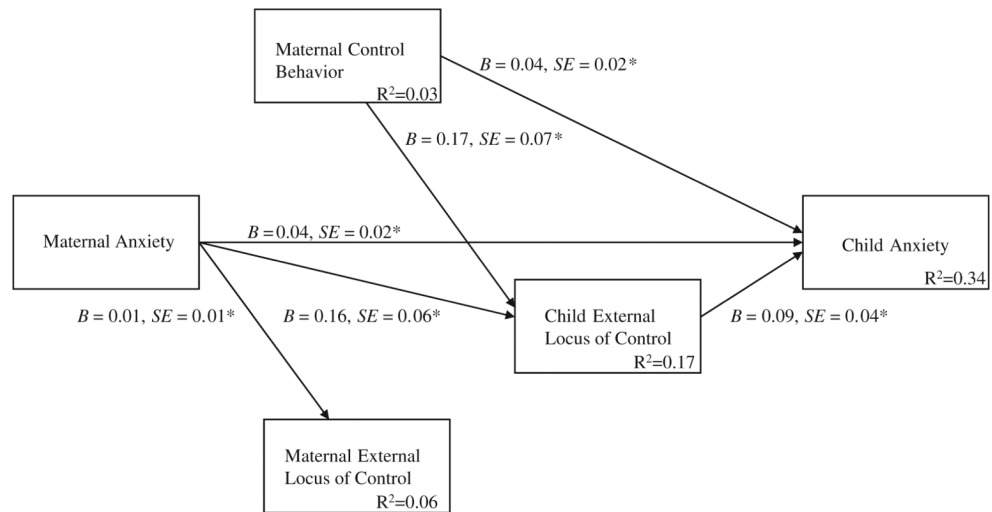 Maternal Control
Behavior
R²=0.03
B = 0.04, SE = 0.02*
B = 0.17, SE = 0.07*
Maternal Anxiety
B = 0.04, SE = 0.02*
Child Anxiety
R²=0.34
B = 0.01, SE = 0.01*
B = 0.16, SE = 0.06*
Child External
Locus of Control
R²=0.17
B = 0.09, SE = 0.04*
Maternal External
Locus of Control
R²=0.06